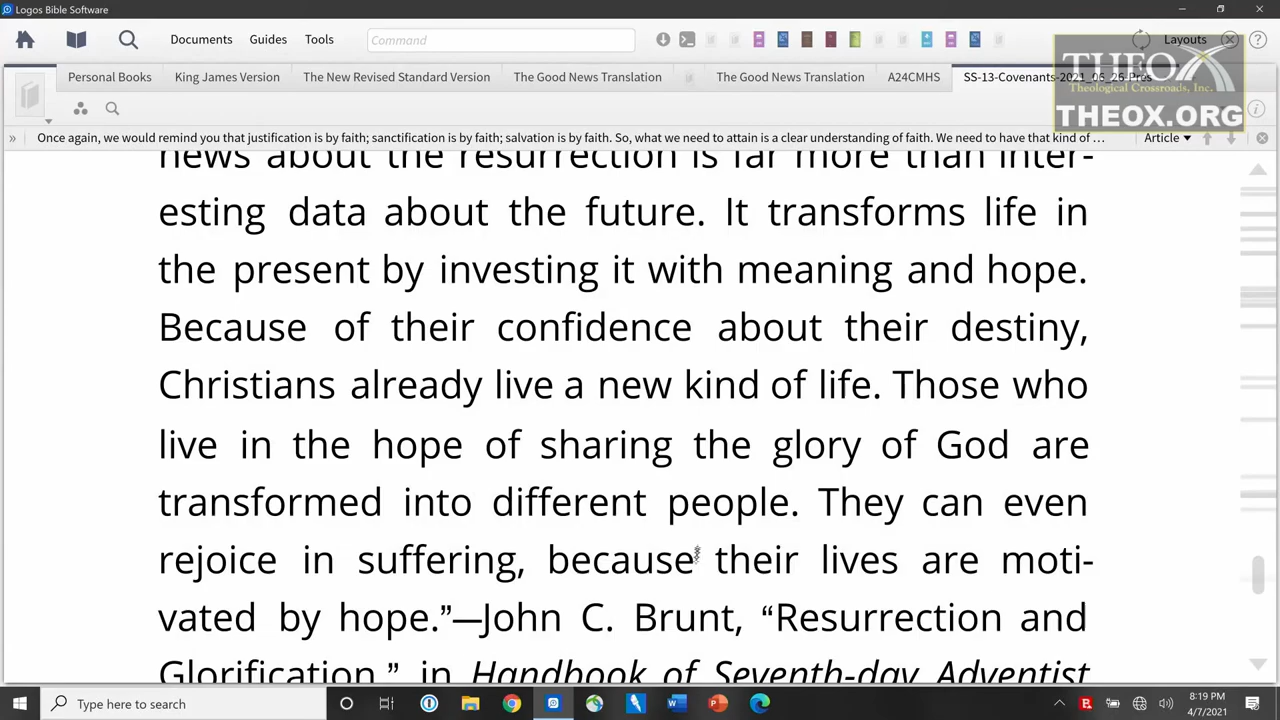 Logos Bible Software
Documents Guides Tools Command Layouts
Personal Books King James Version The New Revised Standard Version The Good News Translation The Good News Translation A24CMHS SS-13-Covenants-2021_06_26.Pres
THEOX
Theological Crossroads, Inc.
THEOX.ORG
» Once again, we would remind you that justification is by faith; sanctification is by faith; salvation is by faith. So, what we need to attain is a clear understanding of faith. We need to have that kind of … Article
news about the resurrection is far more than inter-
esting data about the future. It transforms life in
the present by investing it with meaning and hope.
Because of their confidence about their destiny,
Christians already live a new kind of life. Those who
live in the hope of sharing the glory of God are
transformed into different people. They can even
rejoice in suffering, because their lives are moti-
vated by hope.”—John C. Brunt, “Resurrection and
Glorification,” in Handbook of Seventh-day Adventist
Type here to search
8:19 PM
4/7/2021